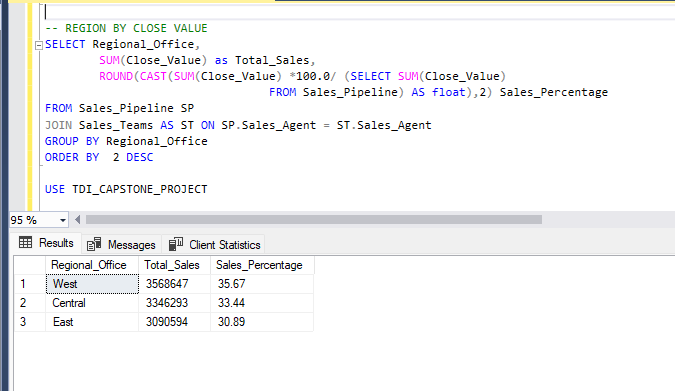 -- REGION BY CLOSE VALUE
SELECT Regional_Office,
SUM(Close_Value) as Total_Sales,
ROUND(CAST(SUM(Close_Value) *100.0/ (SELECT SUM(Close_Value)
FROM Sales_Pipeline) AS float),2) Sales_Percentage
FROM Sales_Pipeline SP
JOIN Sales_Teams AS ST ON SP.Sales_Agent = ST.Sales_Agent
GROUP BY Regional_Office
ORDER BY 2 DESC
USE TDI_CAPSTONE_PROJECT
95 %
Results Messages Client Statistics
Regional_Office Total_Sales Sales_Percentage
1 West 3568647 35.67
2 Central 3346293 33.44
3 East 3090594 30.89